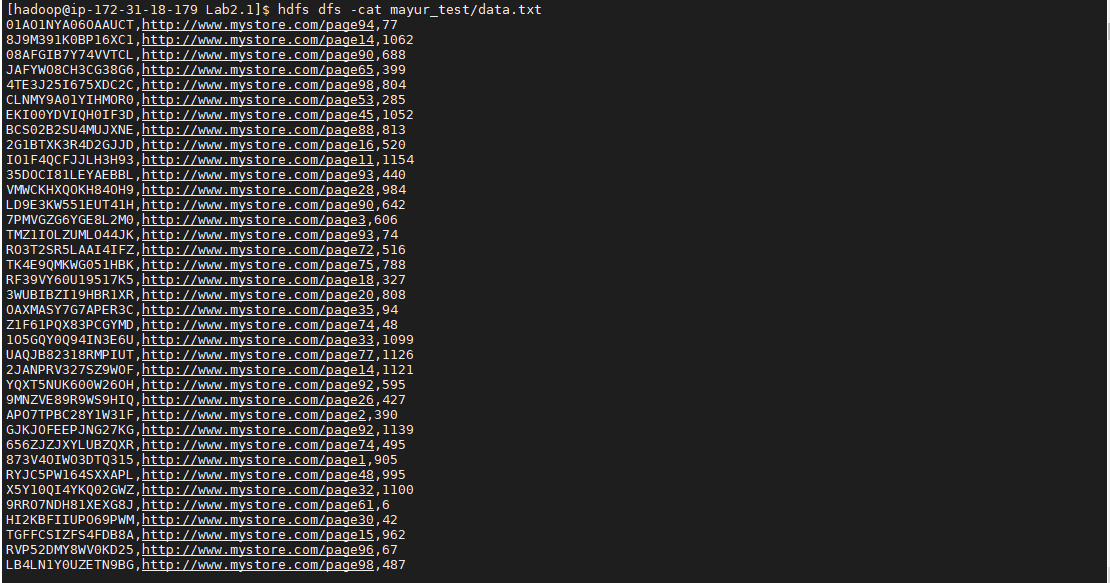 [hadoop@ip-172-31-18-179 Lab2.1]$ hdfs dfs -cat mayur_test/data.txt
01AO1NYA06OAAUCT,http://www.mystore.com/page94,77
8J9M391K0BP16XC1,http://www.mystore.com/page14,1062
08AFGIB7Y74VVTCL,http://www.mystore.com/page90,688
JAFYWO8CH3CG38G6,http://www.mystore.com/page65,399
4TE3J25I675XDC2C,http://www.mystore.com/page98,804
CLNMY9A01YIHMOR0,http://www.mystore.com/page53,285
EKI00YDVIQH0IF3D,http://www.mystore.com/page45,1052
BCS02B2SU4MUJXNE,http://www.mystore.com/page88,813
2G1BTXK3R4D2GJJD,http://www.mystore.com/page16,520
IO1F4QCFJJLH3H93,http://www.mystore.com/page11,1154
35DOCI81LEYAEBBL,http://www.mystore.com/page93,440
VMWCKHXQOKH84OH9,http://www.mystore.com/page28,984
LD9E3KW551EUT41H,http://www.mystore.com/page90,642
7PMVGZG6YGE8L2M0,http://www.mystore.com/page3,606
TMZ1IOLZUMLO44JK,http://www.mystore.com/page93,74
RO3T2SR5LAAI4IFZ,http://www.mystore.com/page72,516
TK4E9QMKWG051HBK,http://www.mystore.com/page75,788
RF39VY60U19517K5,http://www.mystore.com/page18,327
3WUBIBZI19HBR1XR,http://www.mystore.com/page20,808
OAXMASY7G7APER3C,http://www.mystore.com/page35,94
Z1F61PQX83PCGYMD,http://www.mystore.com/page74,48
1O5GQY0Q94IN3E6U,http://www.mystore.com/page33,1099
UAQJB82318RMPIUT,http://www.mystore.com/page77,1126
2JANPRV327SZ9WOF,http://www.mystore.com/page14,1121
YQXT5NUK600W26OH,http://www.mystore.com/page92,595
9MNZVE89R9WS9HIQ,http://www.mystore.com/page26,427
APO7TPBC28Y1W31F,http://www.mystore.com/page2,390
GJKJOFEEPJNG27KG,http://www.mystore.com/page92,1139
656ZJZJXYLUBZQXR,http://www.mystore.com/page74,495
873V4OIWO3DTQ315,http://www.mystore.com/page1,905
RYJC5PW164SXXAPL,http://www.mystore.com/page48,995
X5Y10QI4YKQ02GWZ,http://www.mystore.com/page32,1100
9RRO7NDH81XEXG8J,http://www.mystore.com/page61,6
HI2KBFIIUPO69PWM,http://www.mystore.com/page30,42
TGFFCSIZFS4FDB8A,http://www.mystore.com/page15,962
RVP52DMY8WV0KD25,http://www.mystore.com/page96,67
LB4LN1Y0UZETN9BG,http://www.mystore.com/page98,487